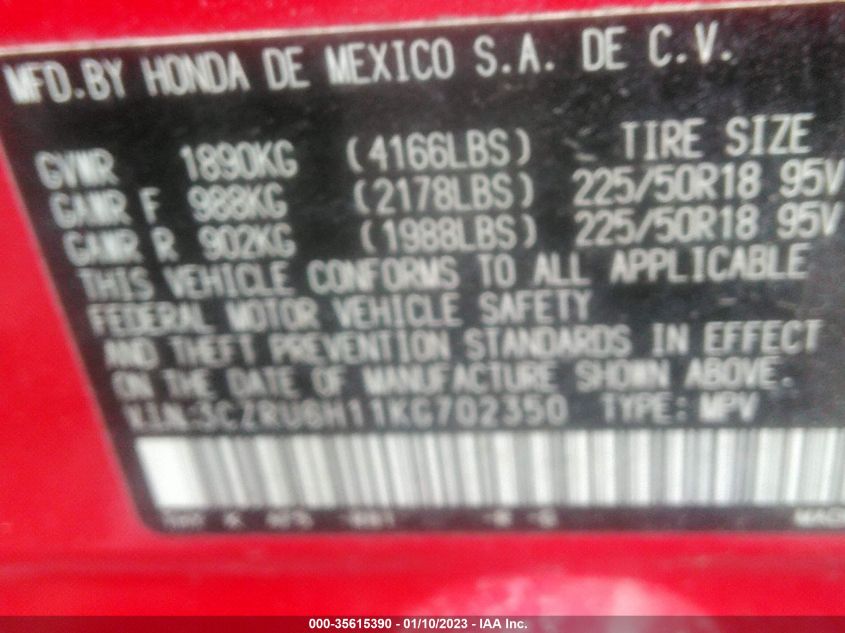 MFD.BY HONDA DE MEXICO S.A. DE C.V.
GVWR 1890KG (4166LBS) TIRE SIZE
GAWR F 988KG (2178LBS) 225/50R18 95V
GAWR R 902KG (1988LBS) 225/50R18 95V
THIS VEHICLE CONFORMS TO ALL APPLICABLE
FEDERAL MOTOR VEHICLE SAFETY
AND THEFT PREVENTION STANDARDS IN EFFECT
ON THE DATE OF MANUFACTURE SHOWN ABOVE.
VIN:3CZRU6H11KG702350 TYPE:MPV
000-35615390 - 01/10/2023 - IAA Inc.